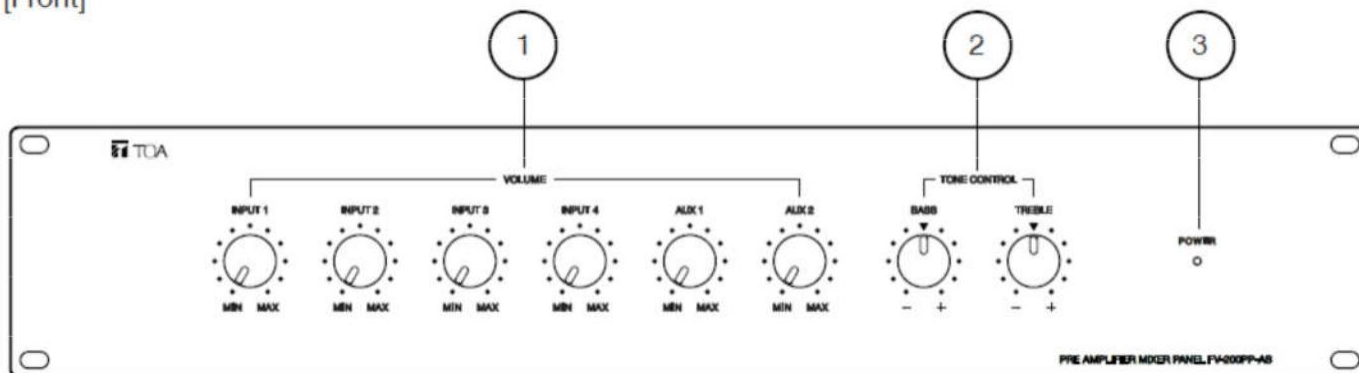 [Front]
1 2 3
TOA
VOLUME TONE CONTROL
INPUT 1 INPUT 2 INPUT 3 INPUT 4 AUX 1 AUX 2 BASS TREBLE
POWER
MIN MAX MIN MAX MIN MAX MIN MAX MIN MAX MIN MAX - + - +
PRE AMPLIFIER MIXER PANEL FV-200PP-AS